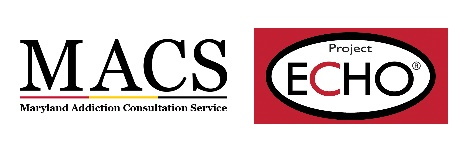 MACS
Maryland Addiction Consultation Service
Project
ECHO®